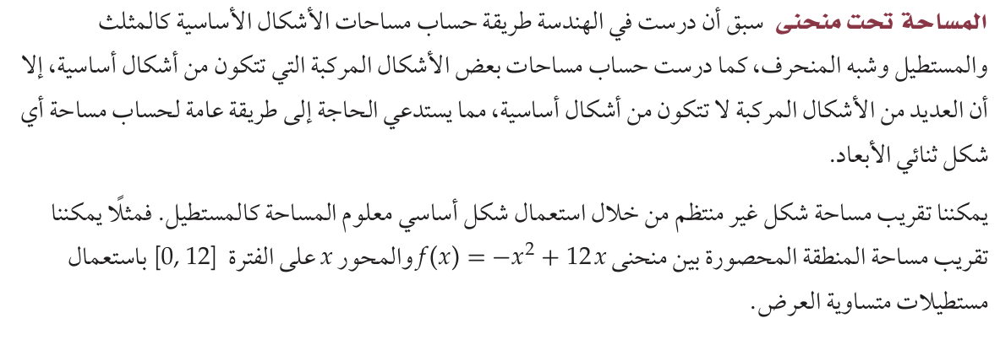 المساحة تحت منحنى سبق أن درست في الهندسة طريقة حساب مساحات الأشكال الأساسية كالمثلث
والمستطيل وشبه المنحرف، كما درست حساب مساحات بعض الأشكال المركبة التي تتكون من أشكال أساسية، إلا
أن العديد من الأشكال المركبة لا تتكون من أشكال أساسية، مما يستدعي الحاجة إلى طريقة عامة لحساب مساحة أي
شكل ثنائي الأبعاد.
يمكننا تقريب مساحة شكل غير منتظم من خلال استعمال شكل أساسي معلوم المساحة كالمستطيل. فمثلًا يمكننا
تقريب مساحة المنطقة المحصورة بين منحنى f(x) = −x² + 12x والمحور x على الفترة [0, 12] باستعمال
مستطيلات متساوية العرض.